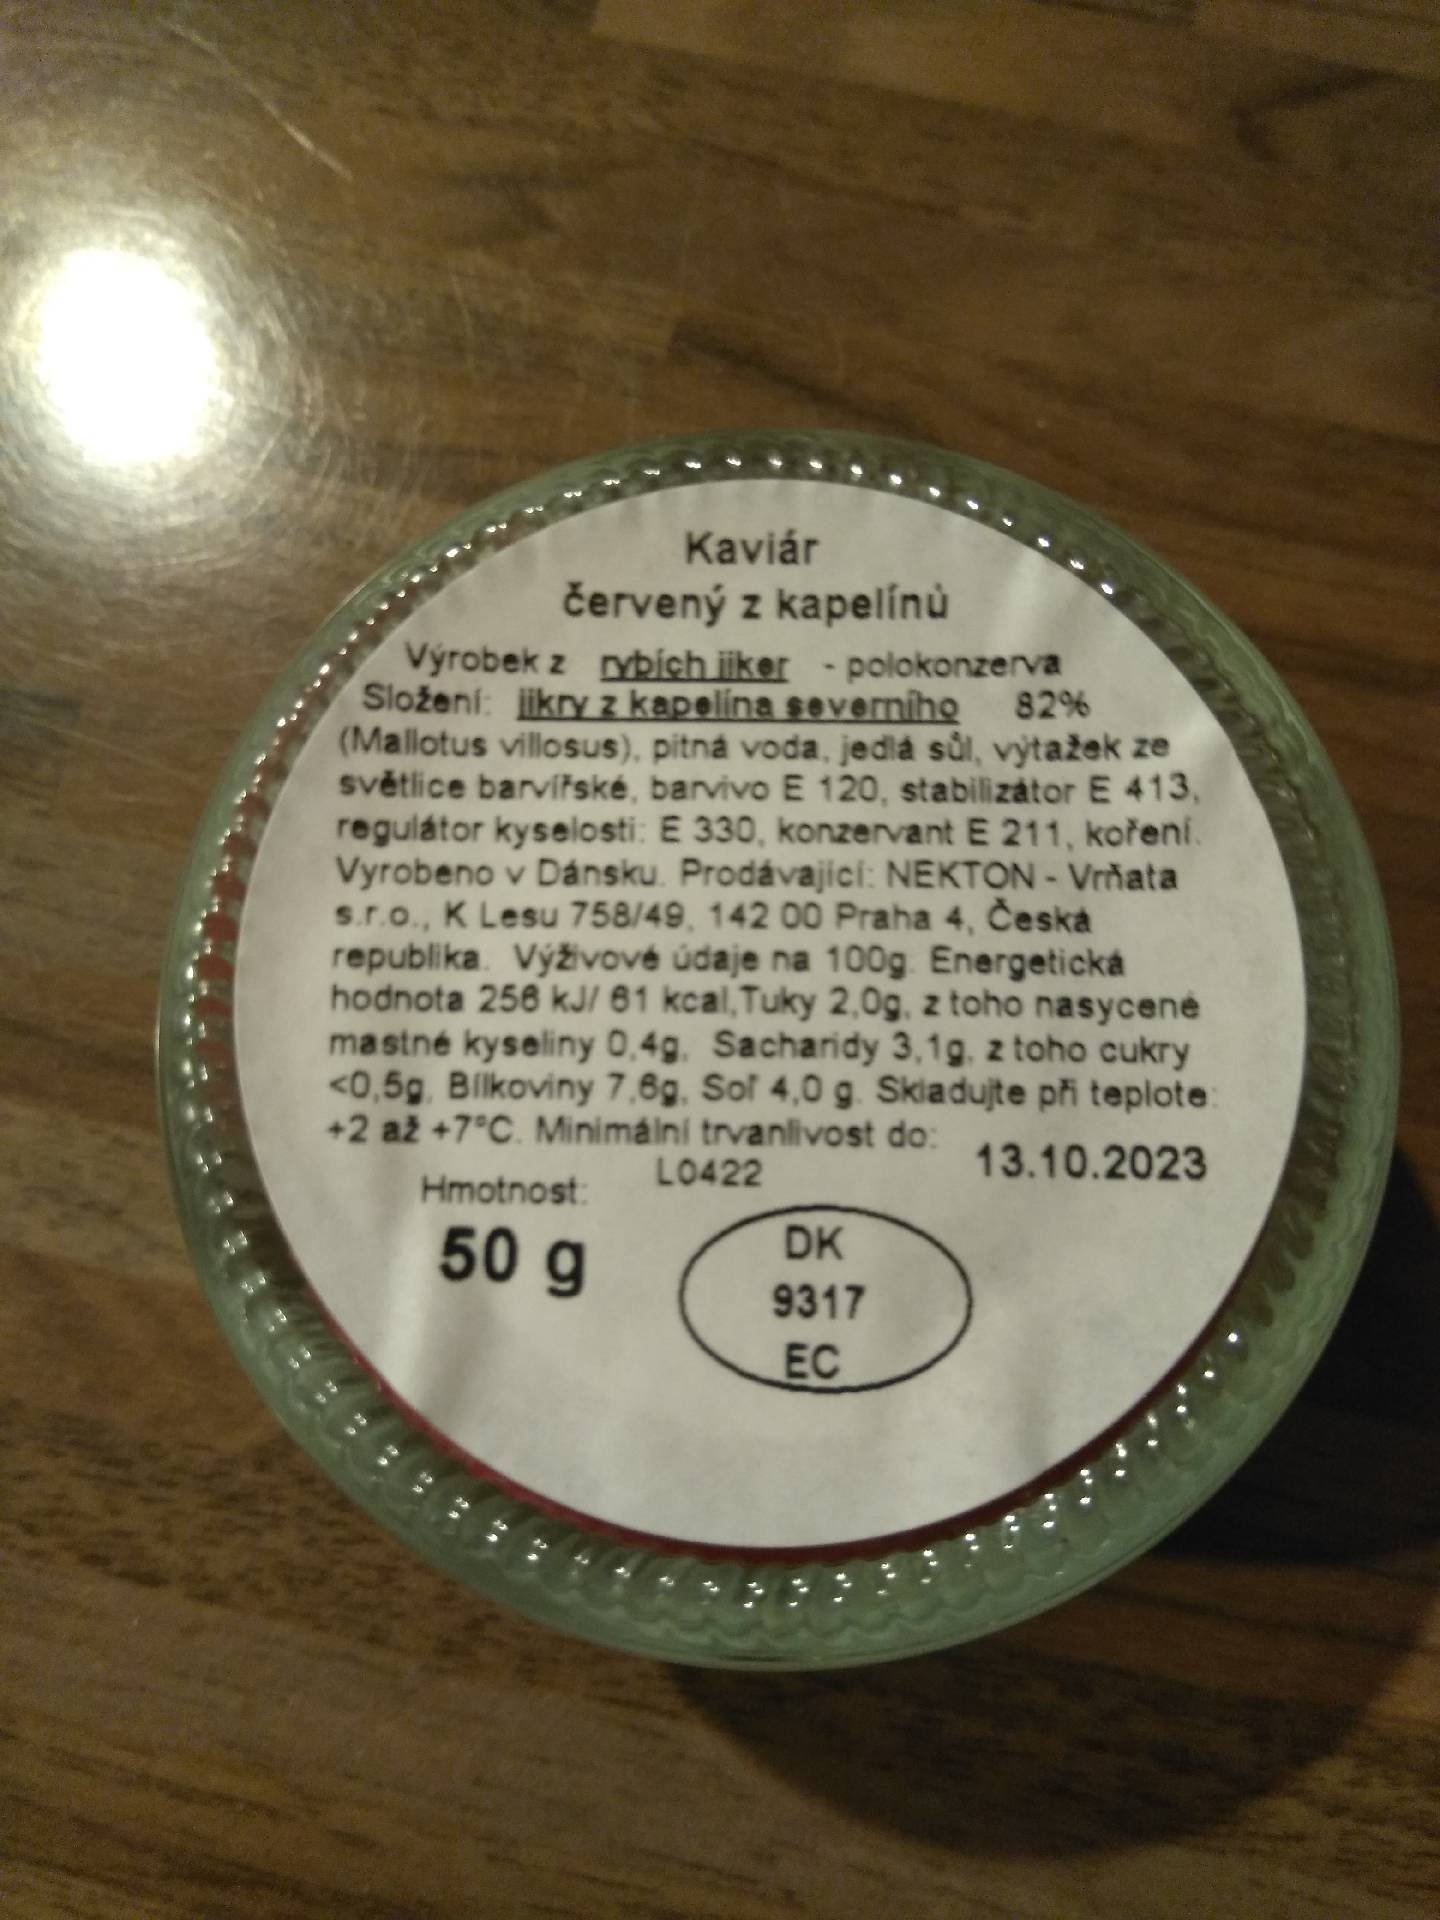 Kaviár
červený z kapelínů
Výrobek z rybích jiker - polokonzerva
Složení: jikry z kapelína severního 82%
(Mallotus villosus), pitná voda, jedlá sůl, výtažek ze
světlice barvířské, barvivo E 120, stabilizátor E 413,
regulátor kyselosti: E 330, konzervant E 211, koření.
Vyrobeno v Dánsku. Prodávající: NEKTON - Vrňata
s.r.o., K Lesu 758/49, 142 00 Praha 4, Česká
republika. Výživové údaje na 100g. Energetická
hodnota 256 kJ/ 61 kcal,Tuky 2,0g, z toho nasycené
mastné kyseliny 0,4g, Sacharidy 3,1g, z toho cukry
<0,5g, Bílkoviny 7,6g, Soľ 4,0 g. Skladujte při teplote:
+2 až +7°C. Minimální trvanlivost do:
L0422 13.10.2023
Hmotnost:
50 g
DK
9317
EC